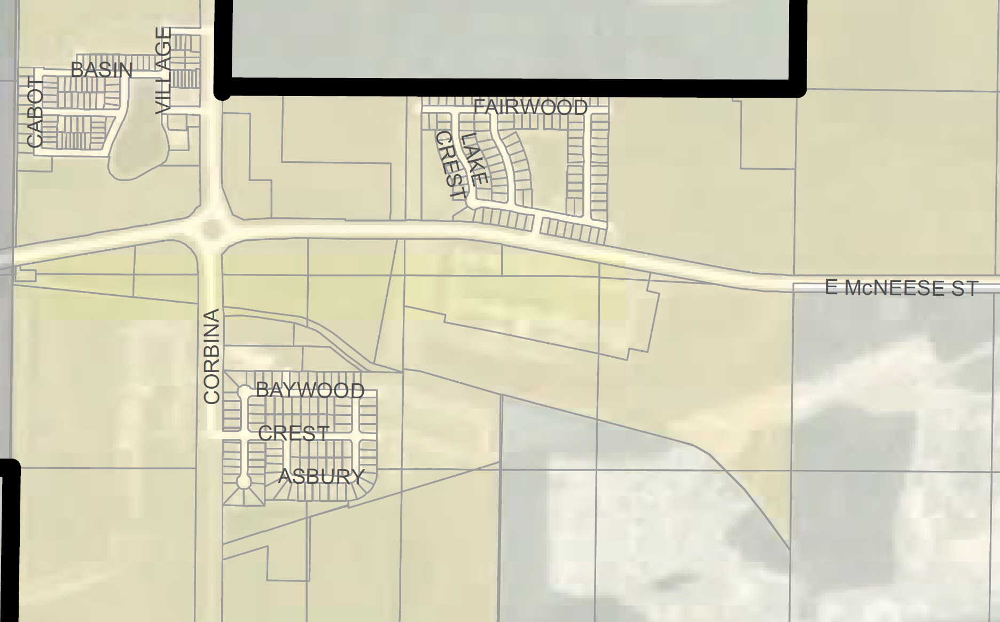 VILLAGE
BASIN
CABOT
FAIRWOOD
LAKE
CREST
E McNEESE ST
CORBINA
BAYWOOD
CREST
ASBURY